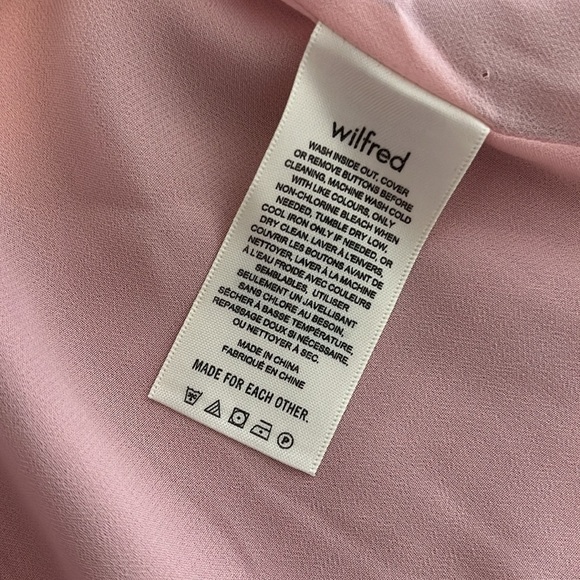 wilfred
WASH INSIDE OUT. COVER
OR REMOVE BUTTONS BEFORE
CLEANING, MACHINE WASH COLD
WITH LIKE COLOURS, ONLY
NON-CHLORINE BLEACH WHEN
NEEDED, TUMBLE DRY LOW,
COOL IRON ONLY IF NEEDED, OR
DRY CLEAN. LAVER À L'ENVERS,
COUVRIR LES BOUTONS AVANT DE
NETTOYER, LAVER À LA MACHINE
À L'EAU FROIDE AVEC COULEURS
SEMBLABLES, UTILISER
SEULEMENT UN JAVELLISANT
SANS CHLORE AU BESOIN,
SÉCHER À BASSE TEMPÉRATURE,
REPASSAGE DOUX SI NÉCESSAIRE,
OU NETTOYER À SEC.
MADE IN CHINA
FABRIQUÉ EN CHINE
MADE FOR EACH OTHER.
P